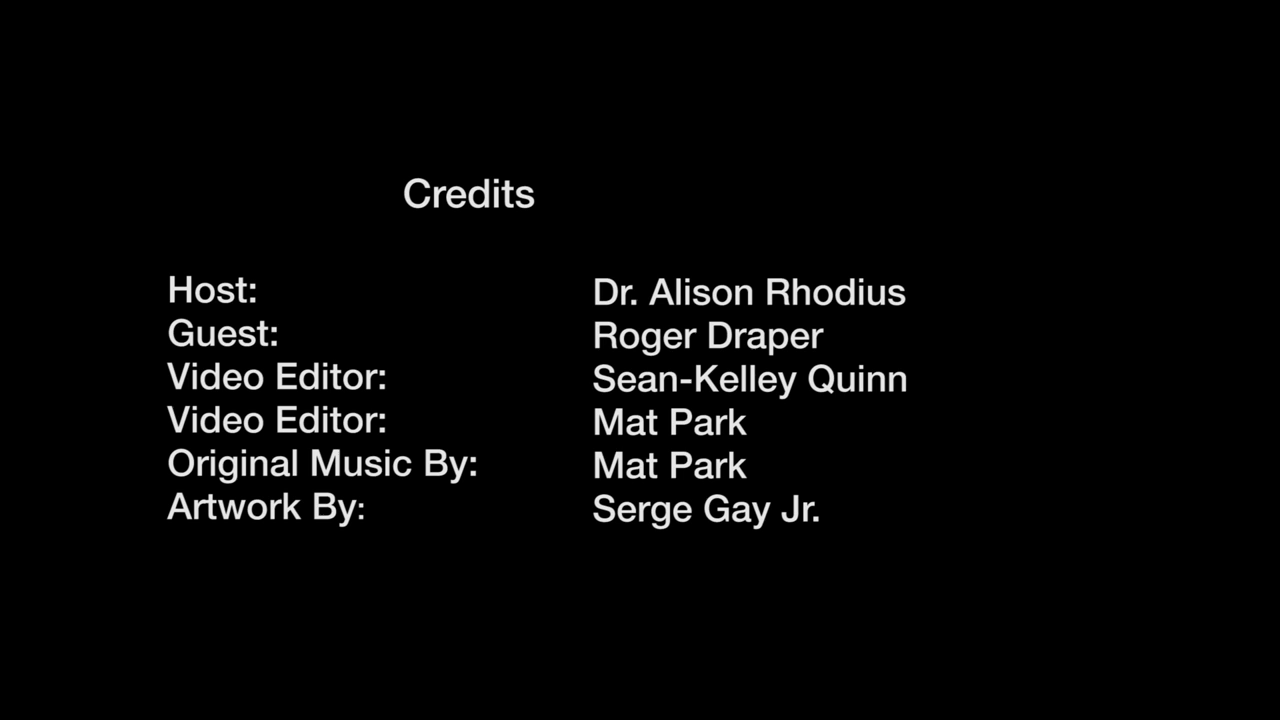 Credits
Host: Dr. Alison Rhodius
Guest: Roger Draper
Video Editor: Sean-Kelley Quinn
Video Editor: Mat Park
Original Music By: Mat Park
Artwork By: Serge Gay Jr.